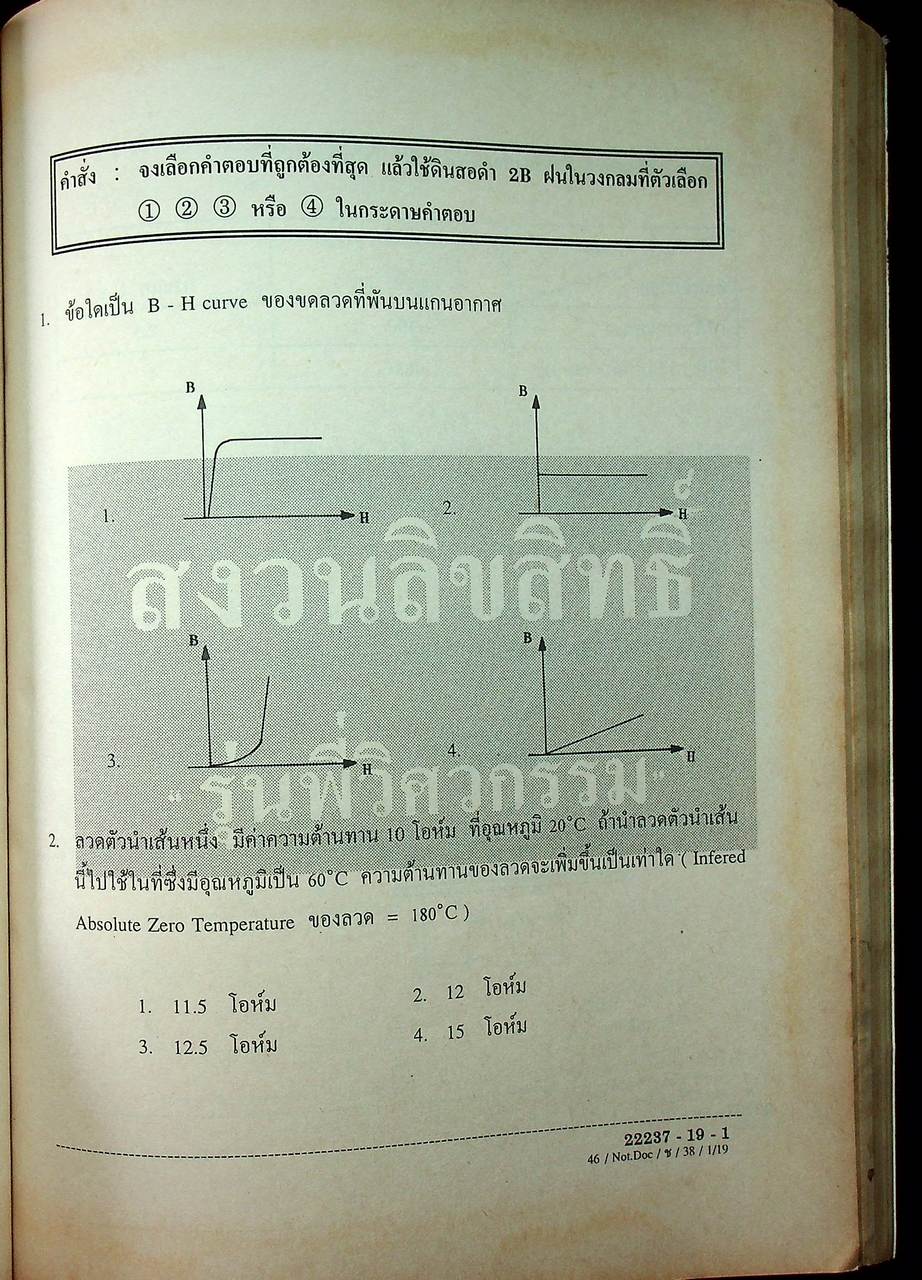 คำสั่ง : จงเลือกคำตอบที่ถูกต้องที่สุด แล้วใช้ดินสอดำ 2B ฝนในวงกลมที่ตัวเลือก
① ② ③ หรือ ④ ในกระดาษคำตอบ
1. ข้อใดเป็น B - H curve ของขดลวดที่พันบนแกนอากาศ
B
B
1.
H
2.
H
สงวนลิขสิทธิ์
B
B
3.
H
4.
H
"รุ่นพี่วิศวกรรม"
2. ลวดตัวนำเส้นหนึ่ง มีค่าความต้านทาน 10 โอห์ม ที่อุณหภูมิ 20°C ถ้านำลวดตัวนำเส้น
นี้ไปใช้ในที่ซึ่งมีอุณหภูมิเป็น 60°C ความต้านทานของลวดจะเพิ่มขึ้นเป็นเท่าใด ( Infered
Absolute Zero Temperature ของลวด = 180°C )
1. 11.5 โอห์ม 2. 12 โอห์ม
3. 12.5 โอห์ม 4. 15 โอห์ม
22237 - 19 - 1
46 / Not.Doc / ช / 38 / 1/19